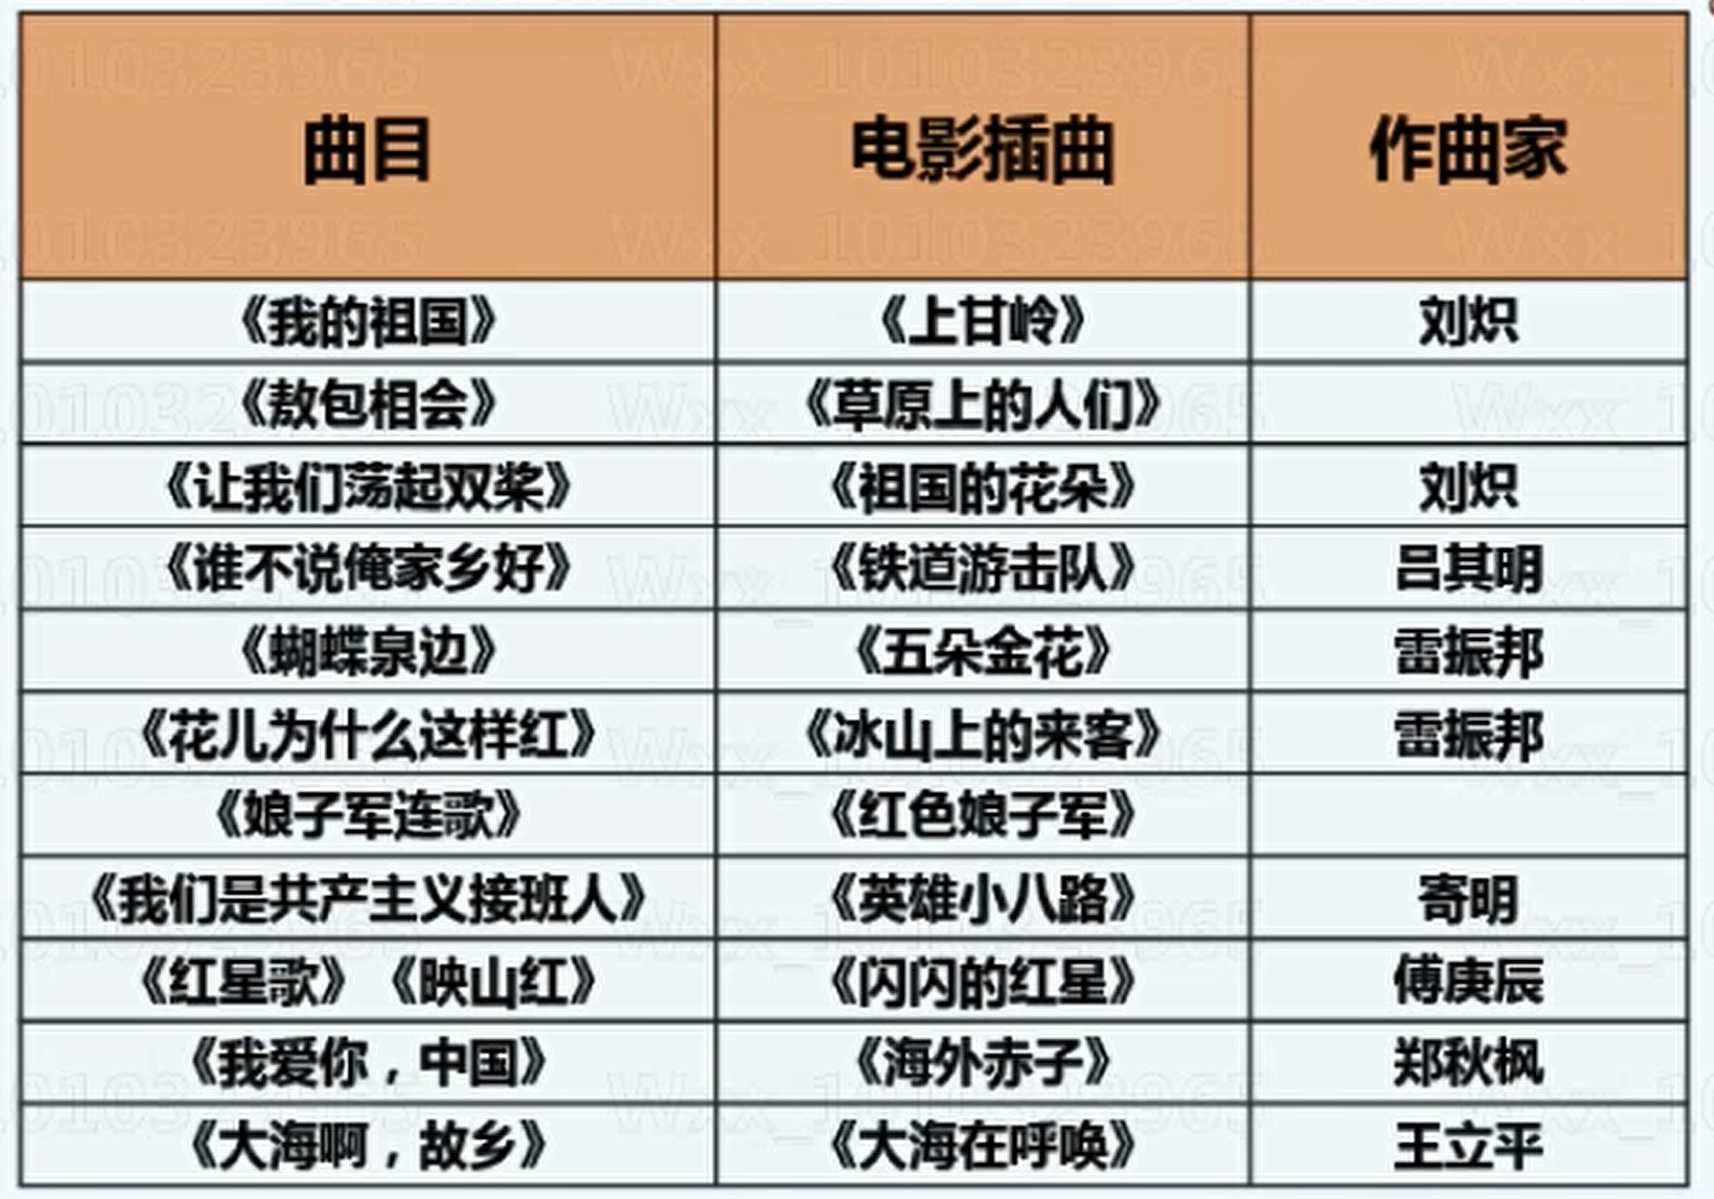 曲目 电影插曲 作曲家
《我的祖国》 《上甘岭》 刘炽
《敖包相会》 《草原上的人们》
《让我们荡起双桨》 《祖国的花朵》 刘炽
《谁不说俺家乡好》 《铁道游击队》 吕其明
《蝴蝶泉边》 《五朵金花》 雷振邦
《花儿为什么这样红》 《冰山上的来客》 雷振邦
《娘子军连歌》 《红色娘子军》
《我们是共产主义接班人》 《英雄小八路》 寄明
《红星歌》《映山红》 《闪闪的红星》 傅庚辰
《我爱你，中国》 《海外赤子》 郑秋枫
《大海啊，故乡》 《大海在呼唤》 王立平
Wxx_1010323965